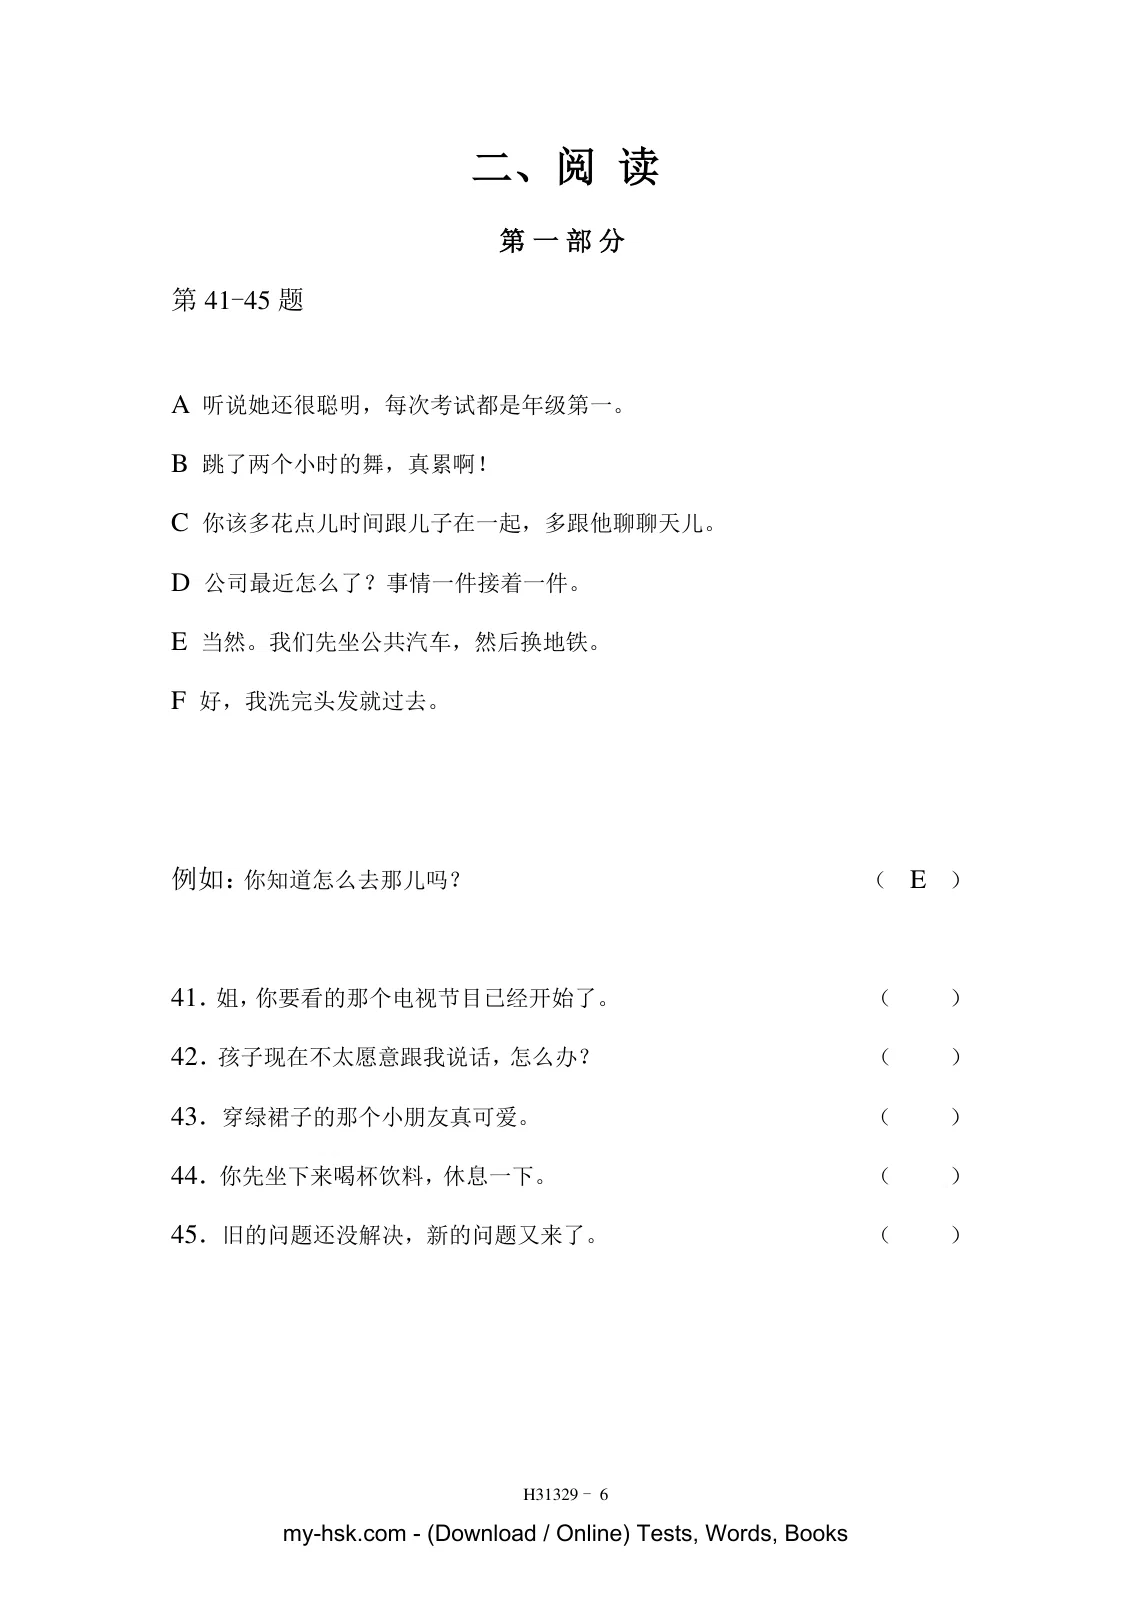 二、阅 读
第一部分
第 41-45 题
A 听说她还很聪明，每次考试都是年级第一。
B 跳了两个小时的舞，真累啊！
C 你该多花点儿时间跟儿子在一起，多跟他聊聊天儿。
D 公司最近怎么了？事情一件接着一件。
E 当然。我们先坐公共汽车，然后换地铁。
F 好，我洗完头发就过去。
例如：你知道怎么去那儿吗？ （ E ）
41．姐，你要看的那个电视节目已经开始了。 （ ）
42．孩子现在不太愿意跟我说话，怎么办？ （ ）
43．穿绿裙子的那个小朋友真可爱。 （ ）
44．你先坐下来喝杯饮料，休息一下。 （ ）
45．旧的问题还没解决，新的问题又来了。 （ ）
H31329 - 6
my-hsk.com - (Download / Online) Tests, Words, Books